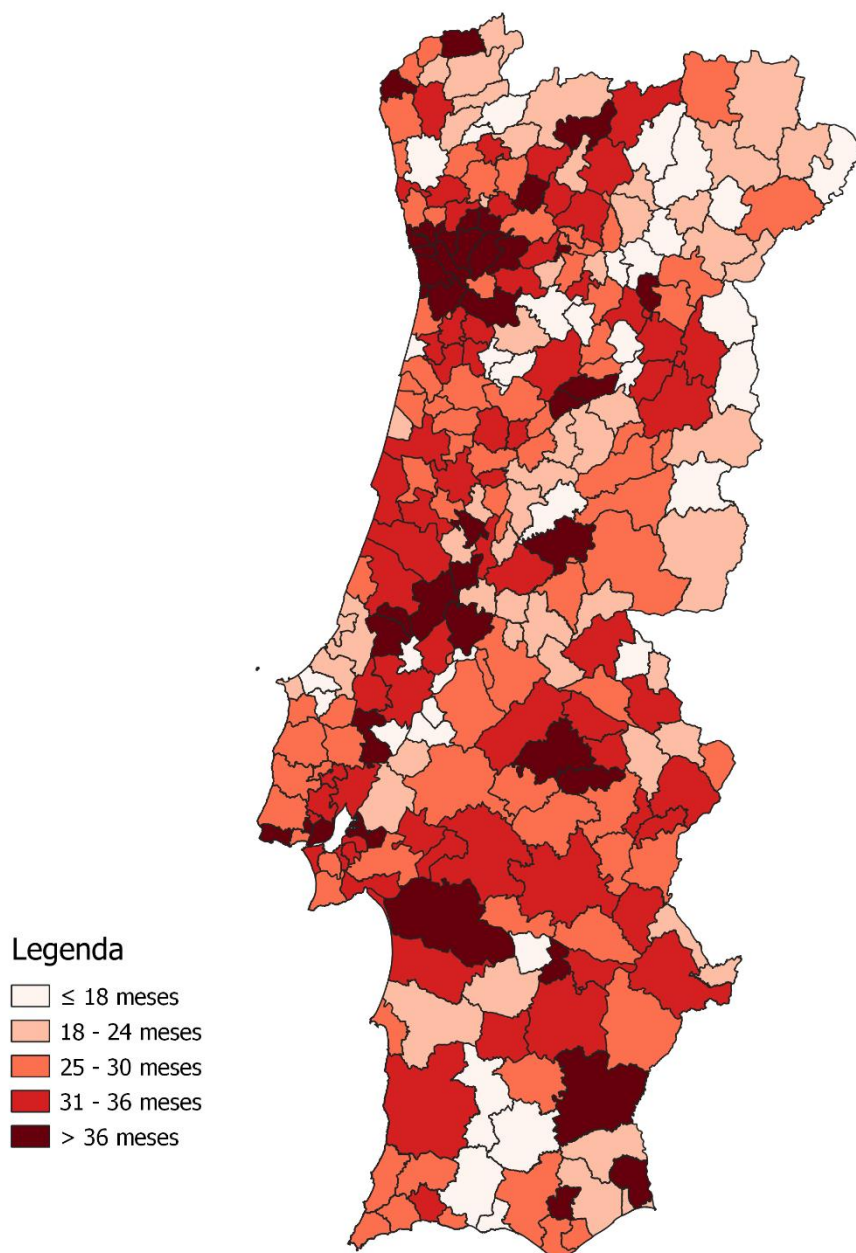 Legenda
≤ 18 meses
18 - 24 meses
25 - 30 meses
31 - 36 meses
> 36 meses